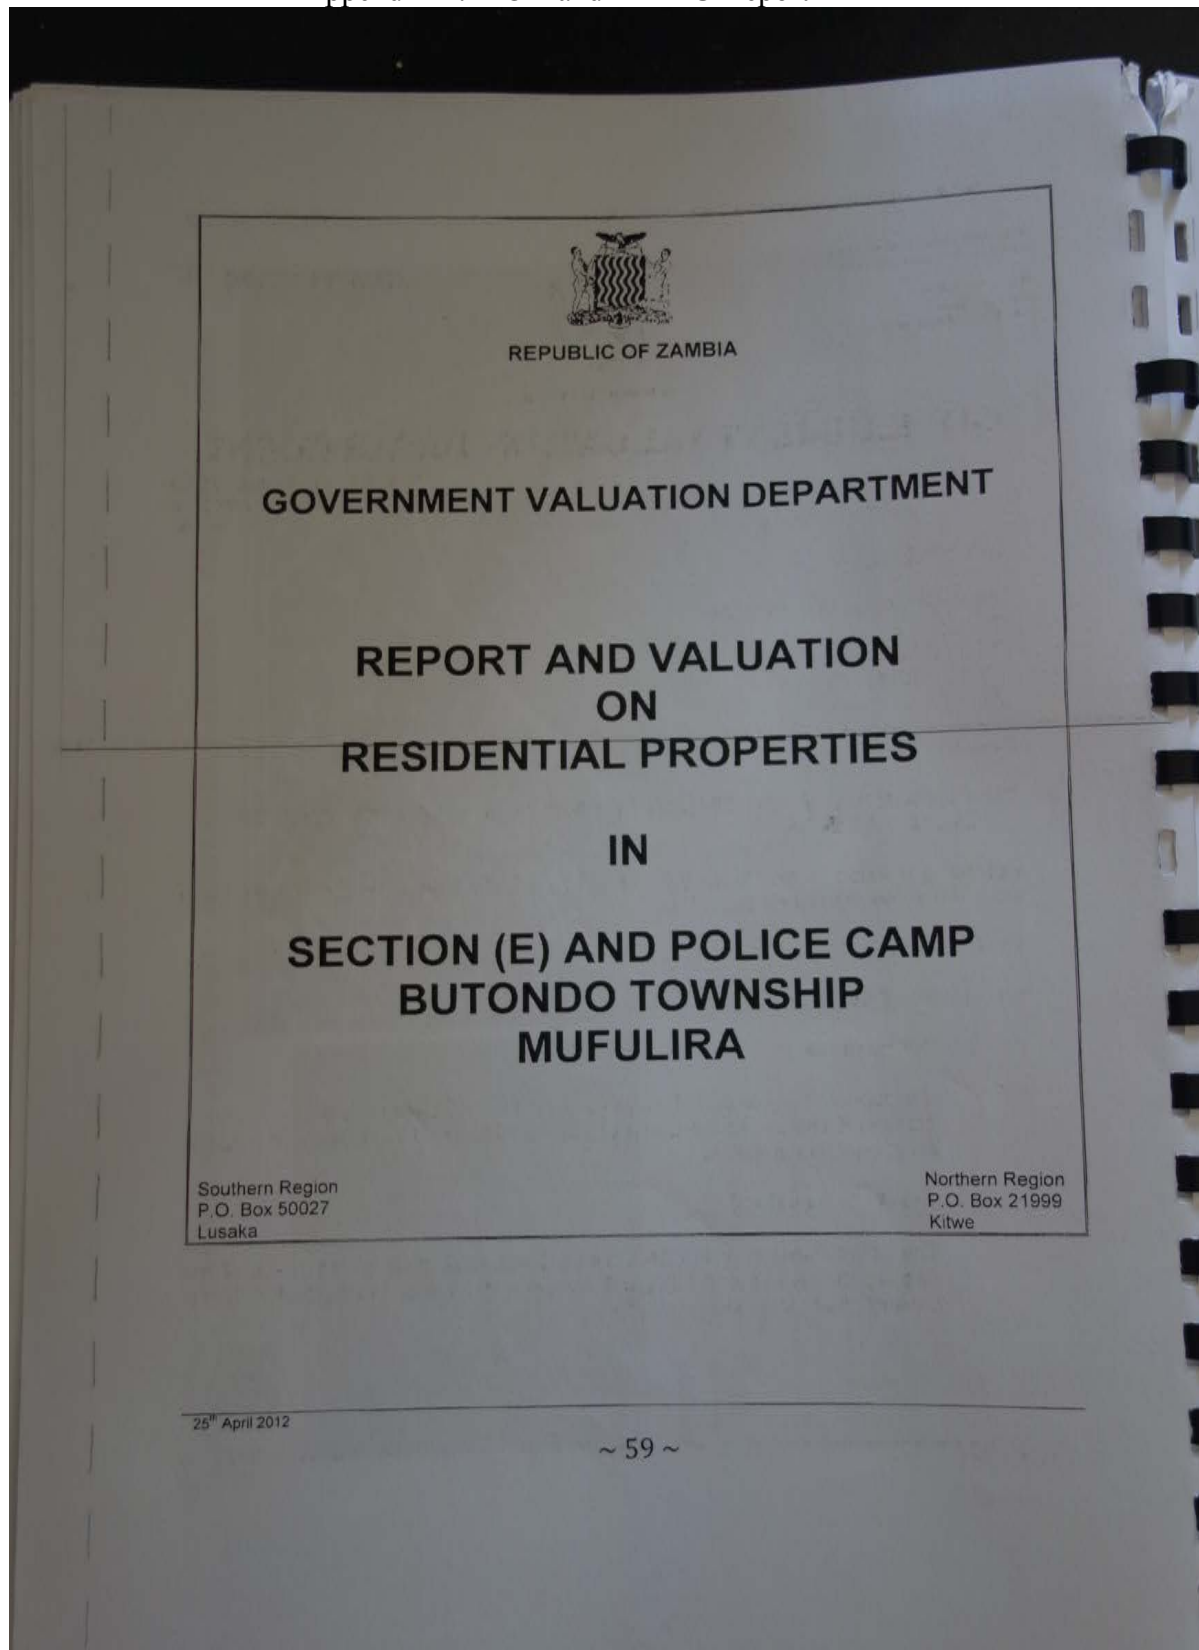 REPUBLIC OF ZAMBIA
GOVERNMENT VALUATION DEPARTMENT
REPORT AND VALUATION
ON
RESIDENTIAL PROPERTIES
IN
SECTION (E) AND POLICE CAMP
BUTONDO TOWNSHIP
MUFULIRA
Southern Region
P.O. Box 50027
Lusaka
Northern Region
P.O. Box 21999
Kitwe
25th April 2012
~ 59 ~